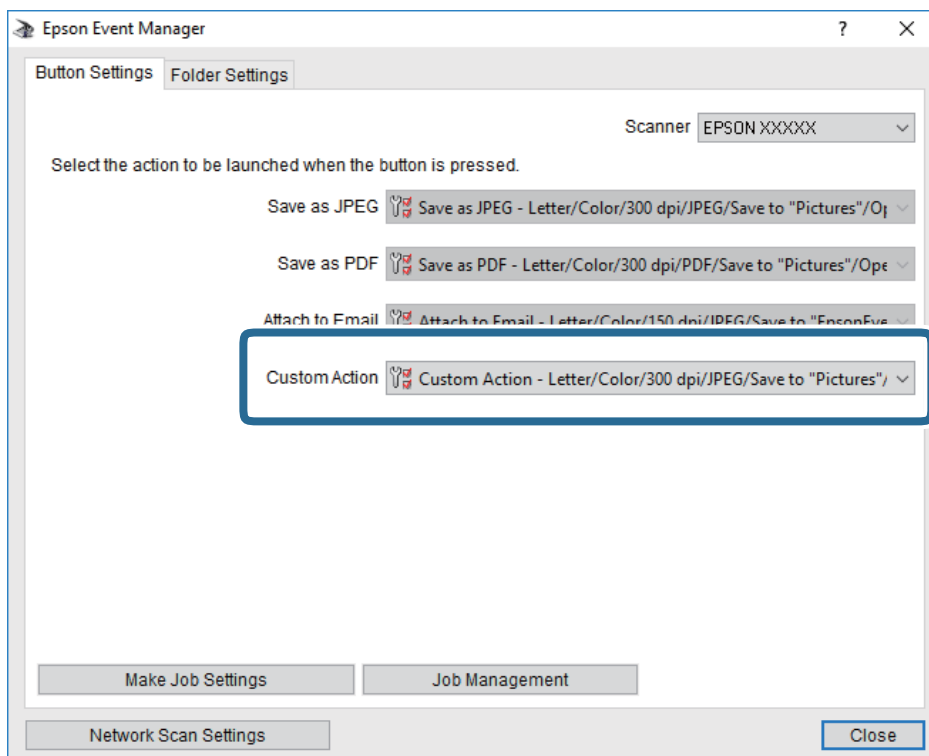 Epson Event Manager
Button Settings Folder Settings
Scanner EPSON XXXXX
Select the action to be launched when the button is pressed.
Save as JPEG Save as JPEG - Letter/Color/300 dpi/JPEG/Save to "Pictures"/Op
Save as PDF Save as PDF - Letter/Color/300 dpi/PDF/Save to "Pictures"/Ope
Attach to Email Attach to Email - Letter/Color/150 dpi/JPEG/Save to "EpsonEve
Custom Action Custom Action - Letter/Color/300 dpi/JPEG/Save to "Pictures"/
Make Job Settings Job Management
Network Scan Settings Close